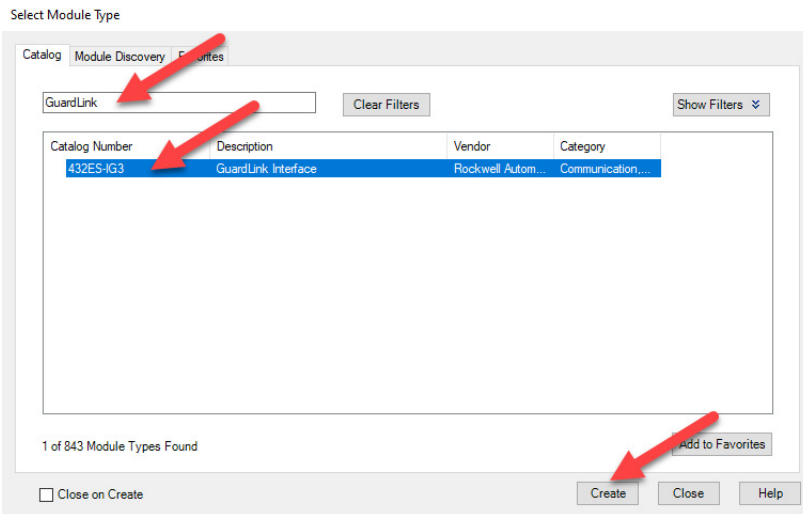 Select Module Type
Catalog Module Discovery Favorites
GuardLink Clear Filters Show Filters
Catalog Number Description Vendor Category
432ES-IG3 GuardLink Interface Rockwell Autom... Communication,...
1 of 843 Module Types Found Add to Favorites
Close on Create Create Close Help